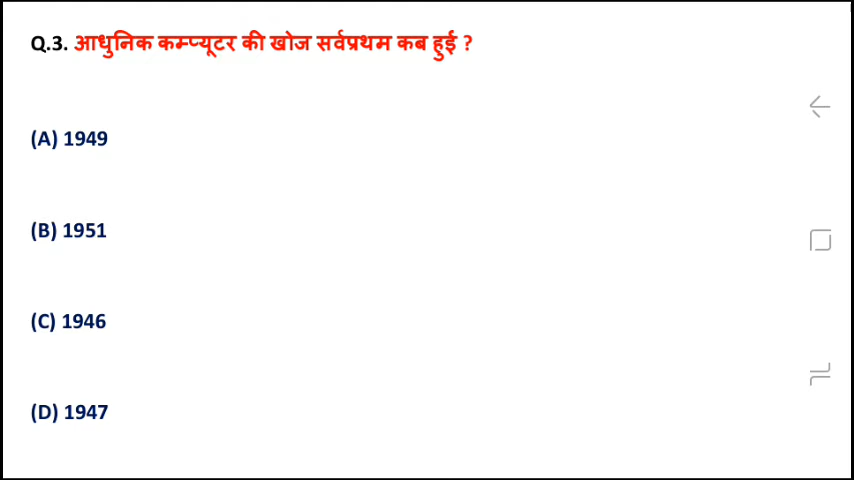 Q.3. आधुनिक कम्प्यूटर की खोज सर्वप्रथम कब हुई ?
(A) 1949
(B) 1951
(C) 1946
(D) 1947